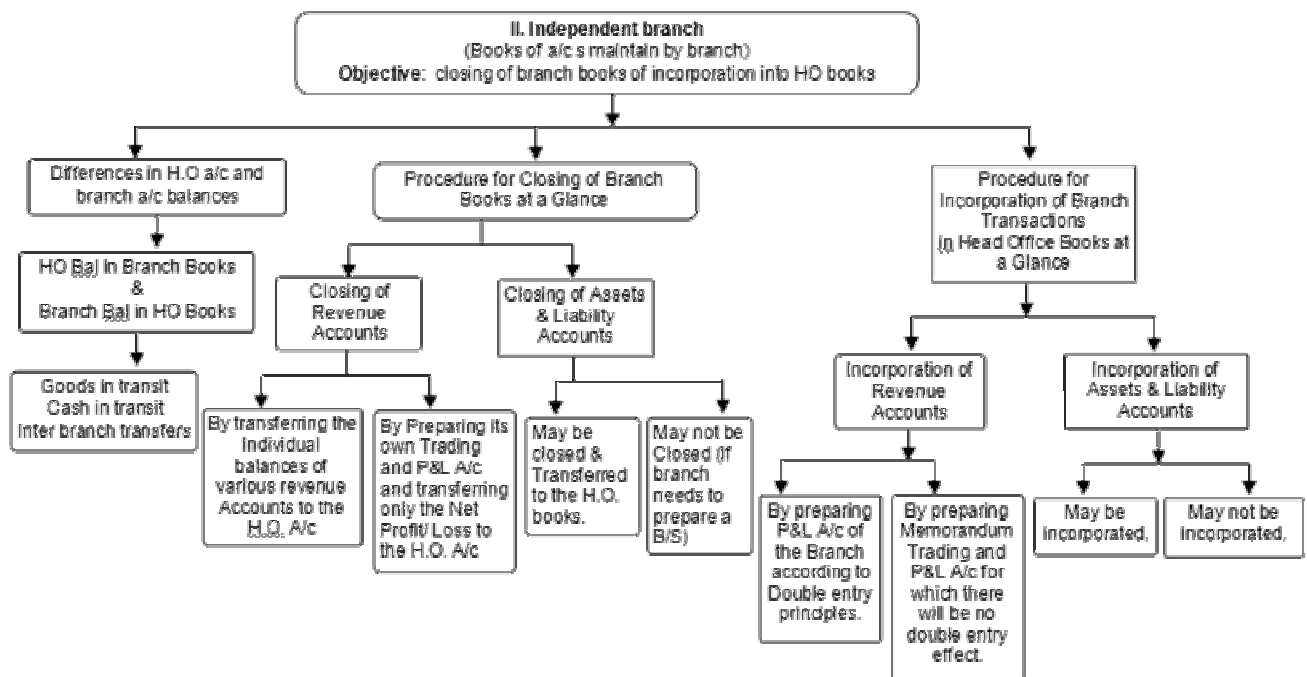 II. Independent branch
(Books of a/c s maintain by branch)
Objective: closing of branch books of incorporation into HO books
Differences in H.O a/c and
branch a/c balances
HO Bal in Branch Books
&
Branch Bal in HO Books
Goods in transit
Cash in transit
Inter branch transfers
Procedure for Closing of Branch
Books at a Glance
Closing of
Revenue
Accounts
By transferring the
Individual
balances of
various revenue
Accounts to the
H.O. A/c
By Preparing its
own Trading
and P&L A/c
and transferring
only the Net
Profit/ Loss to
the H.O. A/c
Closing of Assets
& Liability
Accounts
May be
closed &
Transferred
to the H.O.
books.
May not be
Closed (if
branch
needs to
prepare a
B/S)
Procedure for
Incorporation of Branch
Transactions
in Head Office Books at
a Glance
Incorporation of
Revenue
Accounts
By preparing
P&L A/c of
the Branch
according to
Double entry
principles.
By preparing
Memorandum
Trading and
P&L A/c for
which there
will be no
double entry
effect.
Incorporation of
Assets & Liability
Accounts
May be
incorporated,
May not be
incorporated,